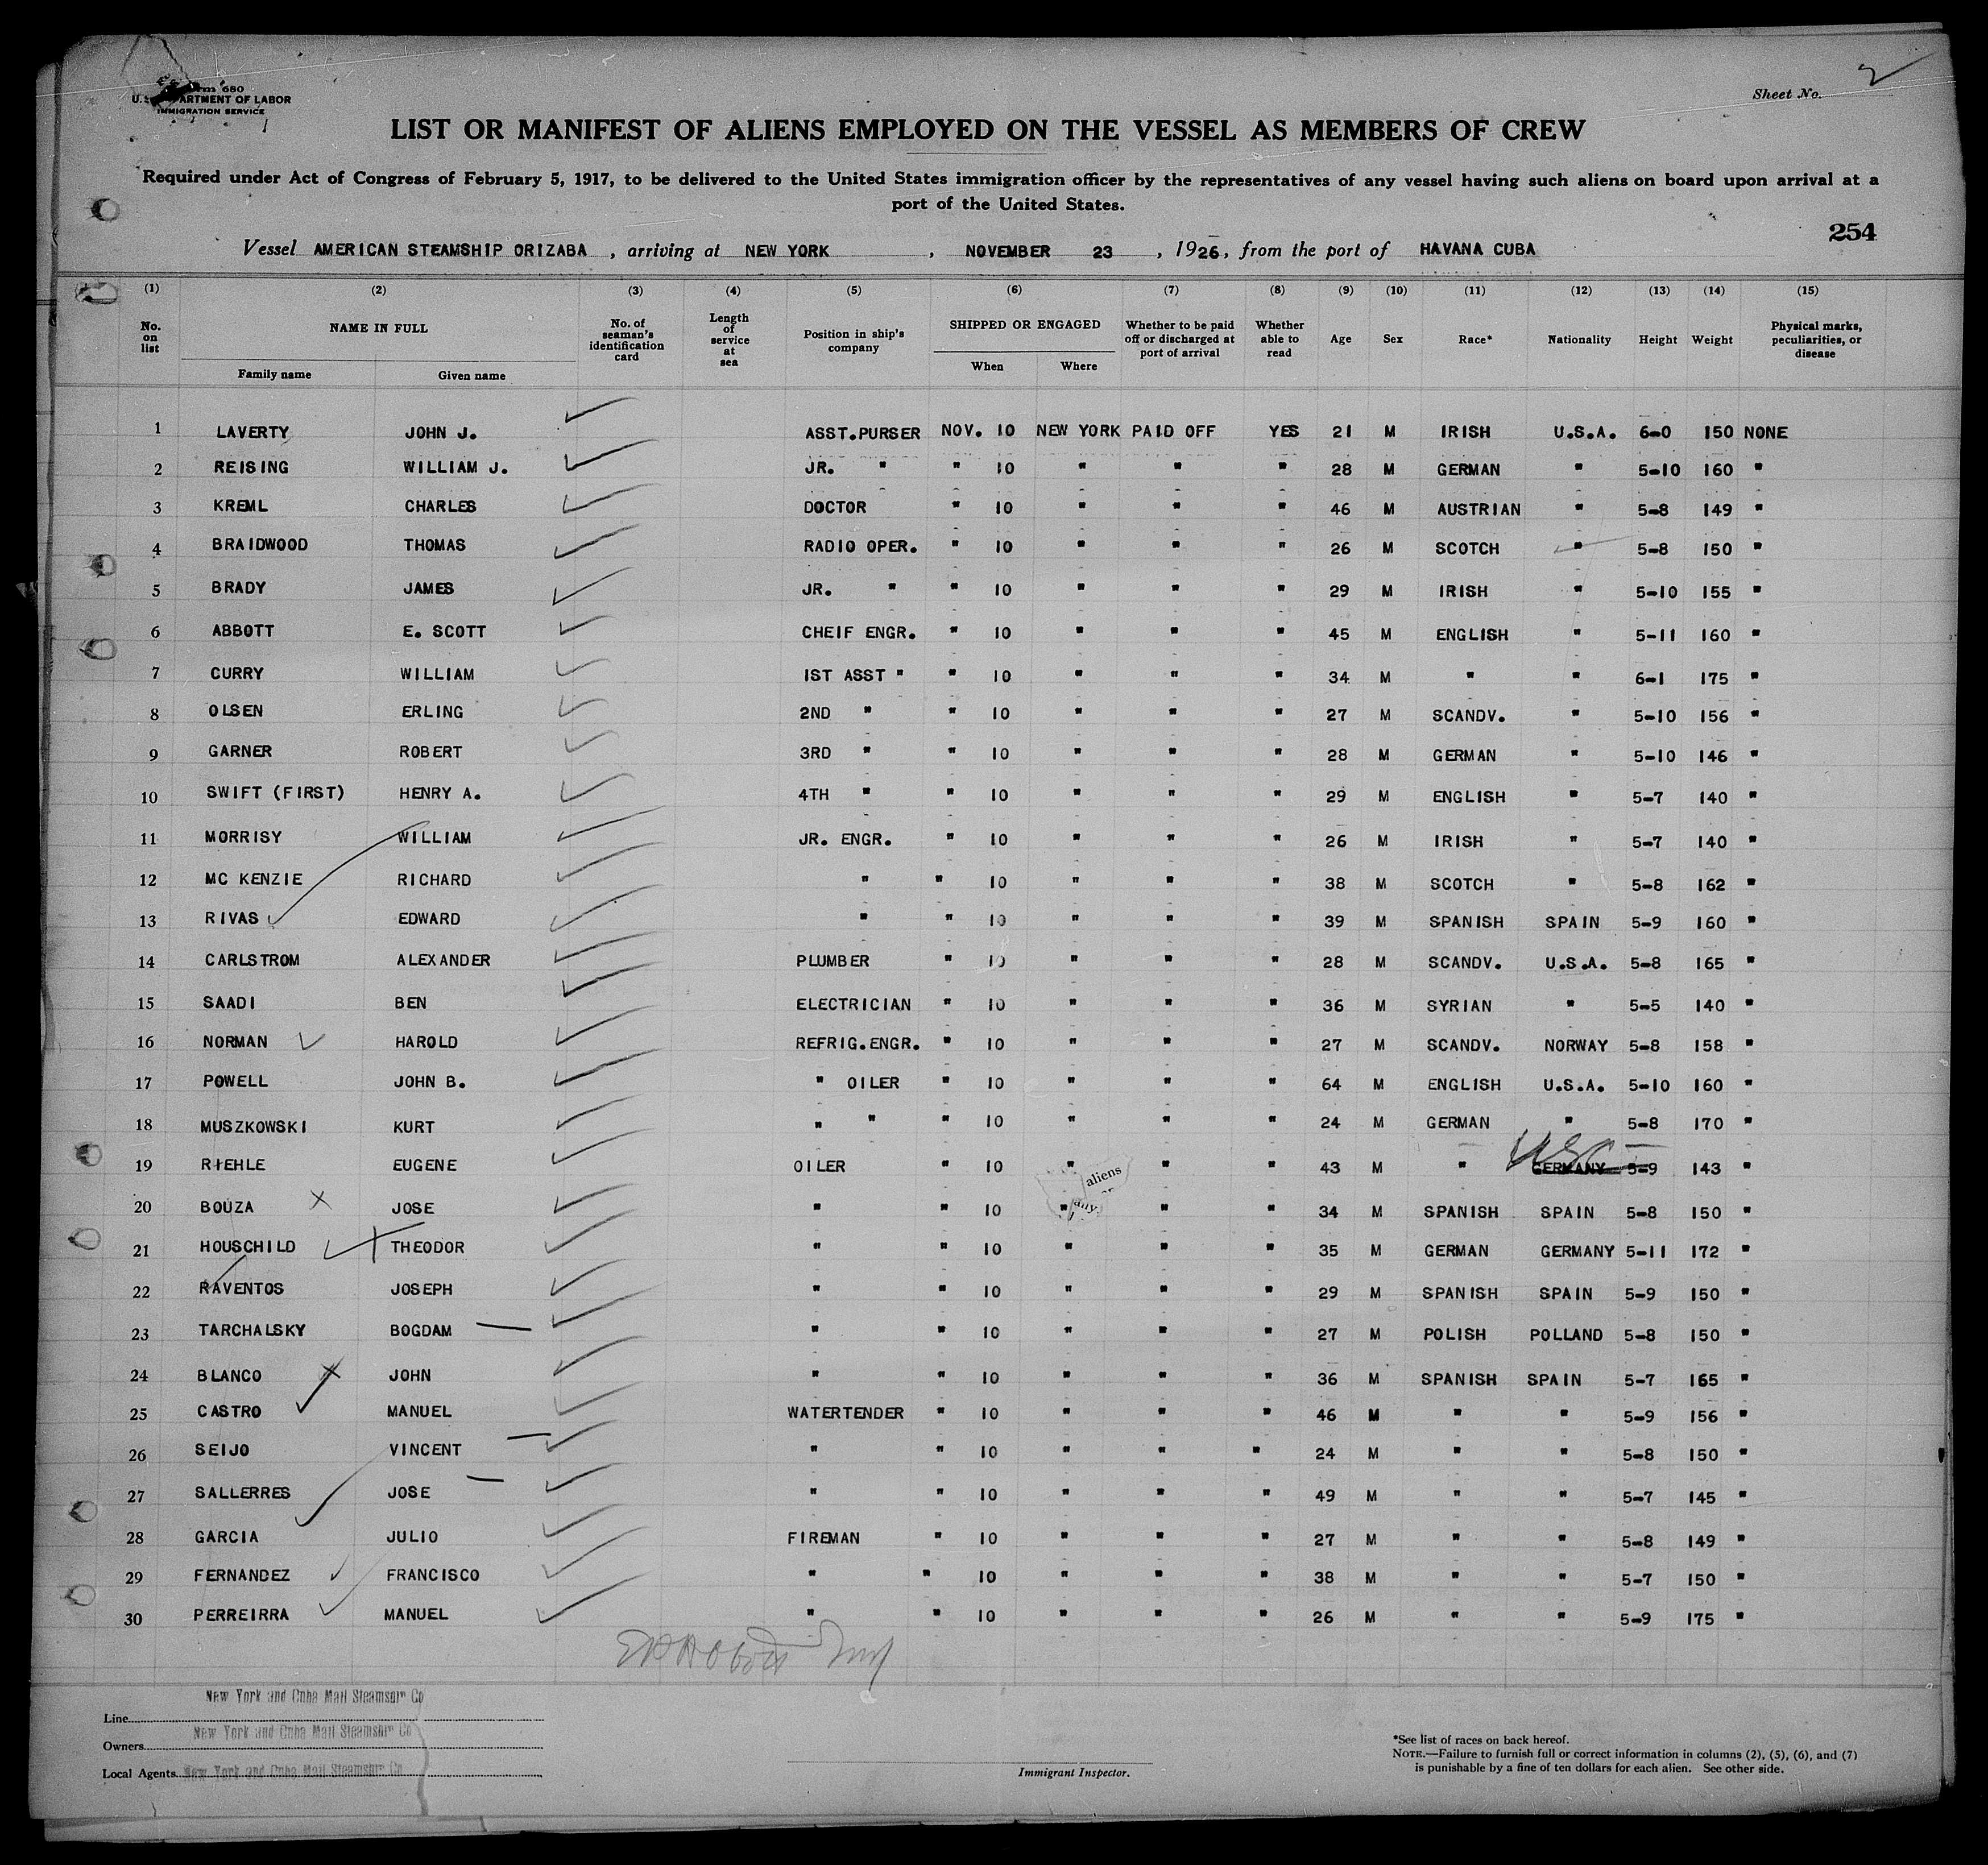 680
U.S. DEPARTMENT OF LABOR
IMMIGRATION SERVICE
Sheet No. 2
LIST OR MANIFEST OF ALIENS EMPLOYED ON THE VESSEL AS MEMBERS OF CREW
Required under Act of Congress of February 5, 1917, to be delivered to the United States immigration officer by the representatives of any vessel having such aliens on board upon arrival at a
port of the United States.
254
Vessel AMERICAN STEAMSHIP ORIZABA , arriving at NEW YORK , NOVEMBER 23 , 1926, from the port of HAVANA CUBA
(1) (2) (3) (4) (5) (6) (7) (8) (9) (10) (11) (12) (13) (14) (15)
No. on list NAME IN FULL Family name Given name No. of seaman's identification card Length of service at sea Position in ship's company SHIPPED OR ENGAGED When Where Whether to be paid off or discharged at port of arrival Whether able to read Age Sex Race* Nationality Height Weight Physical marks, peculiarities, or disease
1 LAVERTY JOHN J. ASST.PURSER NOV. 10 NEW YORK PAID OFF YES 21 M IRISH U.S.A. 6-0 150 NONE
2 REISING WILLIAM J. JR. " " 10 " " " 28 M GERMAN " 5-10 160 "
3 KREML CHARLES DOCTOR " 10 " " " 46 M AUSTRIAN " 5-8 149 "
4 BRAIDWOOD THOMAS RADIO OPER. " 10 " " " 26 M SCOTCH " 5-8 150 "
5 BRADY JAMES JR. " " 10 " " " 29 M IRISH " 5-10 155 "
6 ABBOTT E. SCOTT CHEIF ENGR. " 10 " " " 45 M ENGLISH " 5-11 160 "
7 CURRY WILLIAM 1ST ASST " " 10 " " " 34 M " " 6-1 175 "
8 OLSEN ERLING 2ND " " 10 " " " 27 M SCANDV. " 5-10 156 "
9 GARNER ROBERT 3RD " " 10 " " " 28 M GERMAN " 5-10 146 "
10 SWIFT (FIRST) HENRY A. 4TH " " 10 " " " 29 M ENGLISH " 5-7 140 "
11 MORRISY WILLIAM JR. ENGR. " 10 " " " 26 M IRISH " 5-7 140 "
12 MC KENZIE RICHARD " " 10 " " " 38 M SCOTCH " 5-8 162 "
13 RIVAS EDWARD " " 10 " " " 39 M SPANISH SPAIN 5-9 160 "
14 CARLSTROM ALEXANDER PLUMBER " 10 " " " 28 M SCANDV. U.S.A. 5-8 165 "
15 SAADI BEN ELECTRICIAN " 10 " " " 36 M SYRIAN " 5-5 140 "
16 NORMAN HAROLD REFRIG.ENGR. " 10 " " " 27 M SCANDV. NORWAY 5-8 158 "
17 POWELL JOHN B. " OILER " 10 " " " 64 M ENGLISH U.S.A. 5-10 160 "
18 MUSZKOWSKI KURT " " " 10 " " " 24 M GERMAN " 5-8 170 "
19 RIEHLE EUGENE OILER " 10 " " " 43 M " GERMANY USC 5-9 143 "
aliens
any.
20 BOUZA JOSE " " 10 " " " 34 M SPANISH SPAIN 5-8 150 "
21 HOUSCHILD THEODOR " " 10 " " " 35 M GERMAN GERMANY 5-11 172 "
22 RAVENTOS JOSEPH " " 10 " " " 29 M SPANISH SPAIN 5-9 150 "
23 TARCHALSKY BOGDAM " " 10 " " " 27 M POLISH POLLAND 5-8 150 "
24 BLANCO JOHN " " 10 " " " 36 M SPANISH SPAIN 5-7 165 "
25 CASTRO MANUEL WATERTENDER " 10 " " " 46 M " " 5-9 156 "
26 SEIJO VINCENT " " 10 " " " 24 M " " 5-8 150 "
27 SALLERRES JOSE " " 10 " " " 49 M " " 5-7 145 "
28 GARCIA JULIO FIREMAN " 10 " " " 27 M " " 5-8 149 "
29 FERNANDEZ FRANCISCO " " 10 " " " 38 M " " 5-7 150 "
30 PERREIRRA MANUEL " " 10 " " " 26 M " " 5-9 175 "
Line New York and Cuba Mail Steamship Co
Owners New York and Cuba Mail Steamship Co
Local Agents New York and Cuba Mail Steamship Co
Immigrant Inspector.
*See list of races on back hereof.
NOTE.—Failure to furnish full or correct information in columns (2), (5), (6), and (7)
is punishable by a fine of ten dollars for each alien. See other side.